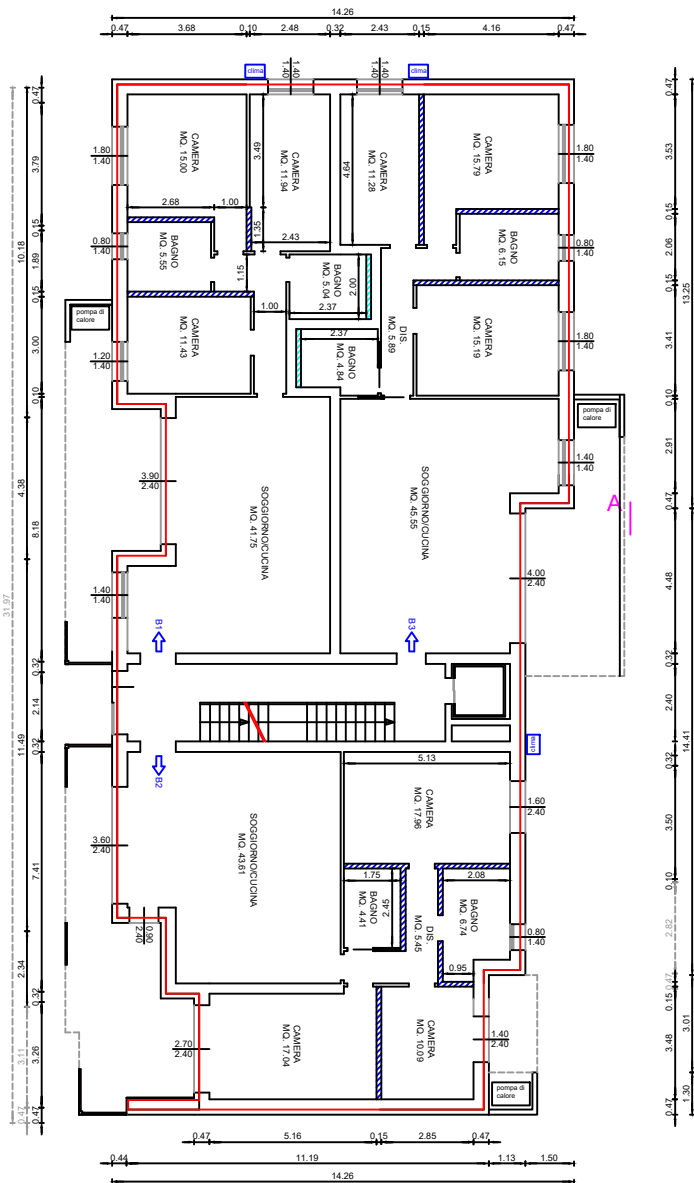 14.26
0.47 3.68 0.10 2.48 0.32 2.43 0.15 4.16 0.47
clima
clima
1.40
1.40
1.40
1.40
CAMERA
MQ. 15.00
CAMERA
MQ. 11.94
CAMERA
MQ. 11.28
CAMERA
MQ. 15.79
3.49
4.64
1.80
1.40
1.80
1.40
2.68
1.00
1.35
2.43
BAGNO
MQ. 5.55
BAGNO
MQ. 6.15
0.80
1.40
0.80
1.40
1.15
BAGNO
MQ. 5.04
2.00
2.37
1.00
pompa di
calore
CAMERA
MQ. 11.43
1.20
1.40
DIS.
MQ. 5.89
2.37
BAGNO
MQ. 4.84
CAMERA
MQ. 15.19
1.80
1.40
pompa di
calore
1.40
1.40
A
3.90
2.40
SOGGIORNO/CUCINA
MQ. 41.75
SOGGIORNO/CUCINA
MQ. 45.55
4.00
2.40
1.40
1.40
B1
B3
B2
clima
5.13
CAMERA
MQ. 17.96
1.60
2.40
3.60
2.40
SOGGIORNO/CUCINA
MQ. 43.61
1.75
2.45
BAGNO
MQ. 4.41
DIS.
MQ. 5.45
2.08
BAGNO
MQ. 6.74
0.95
0.80
1.40
0.90
2.40
2.70
2.40
CAMERA
MQ. 17.04
CAMERA
MQ. 10.09
1.40
2.40
pompa di
calore
0.47
3.79
0.15
1.89
0.15
3.00
0.10
4.38
8.18
0.32
2.14
0.32
7.41
2.34
0.32
3.26
0.47
10.18
11.49
31.97
3.11
0.47
0.47
3.53
0.15
2.06
0.15
3.41
0.10
2.91
0.47
4.48
0.32
2.40
0.32
3.50
0.10
2.82
0.47
0.15
3.48
0.47
13.25
14.41
3.01
1.30
0.47 5.16 0.15 2.85 0.47
0.44 11.19 1.13 1.50
14.26